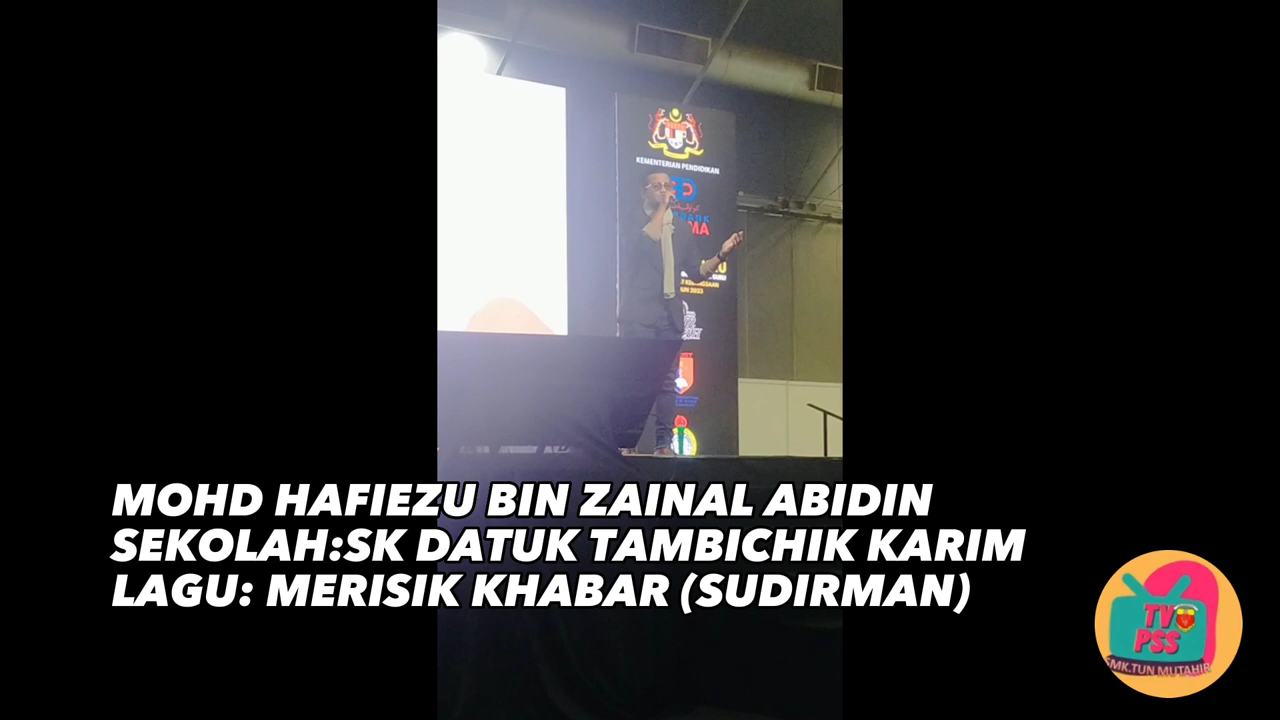 KEMENTERIAN PENDIDIKAN
MA
MOHD HAFIEZU BIN ZAINAL ABIDIN
SEKOLAH:SK DATUK TAMBICHIK KARIM
LAGU: MERISIK KHABAR (SUDIRMAN)
TV
PSS
SMK.TUN MUTAHIR